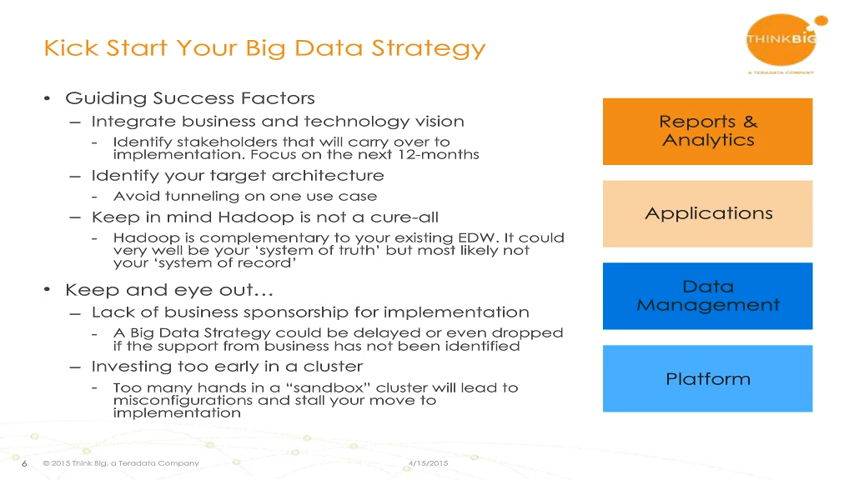 Kick Start Your Big Data Strategy
THINKBIG
A TERADATA COMPANY
• Guiding Success Factors
– Integrate business and technology vision
- Identify stakeholders that will carry over to
implementation. Focus on the next 12-months
– Identify your target architecture
- Avoid tunneling on one use case
– Keep in mind Hadoop is not a cure-all
- Hadoop is complementary to your existing EDW. It could
very well be your ‘system of truth’ but most likely not
your ‘system of record’
• Keep and eye out…
– Lack of business sponsorship for implementation
- A Big Data Strategy could be delayed or even dropped
if the support from business has not been identified
– Investing too early in a cluster
- Too many hands in a “sandbox” cluster will lead to
misconfigurations and stall your move to
implementation
Reports &
Analytics
Applications
Data
Management
Platform
6 © 2015 Think Big, a Teradata Company 4/15/2015